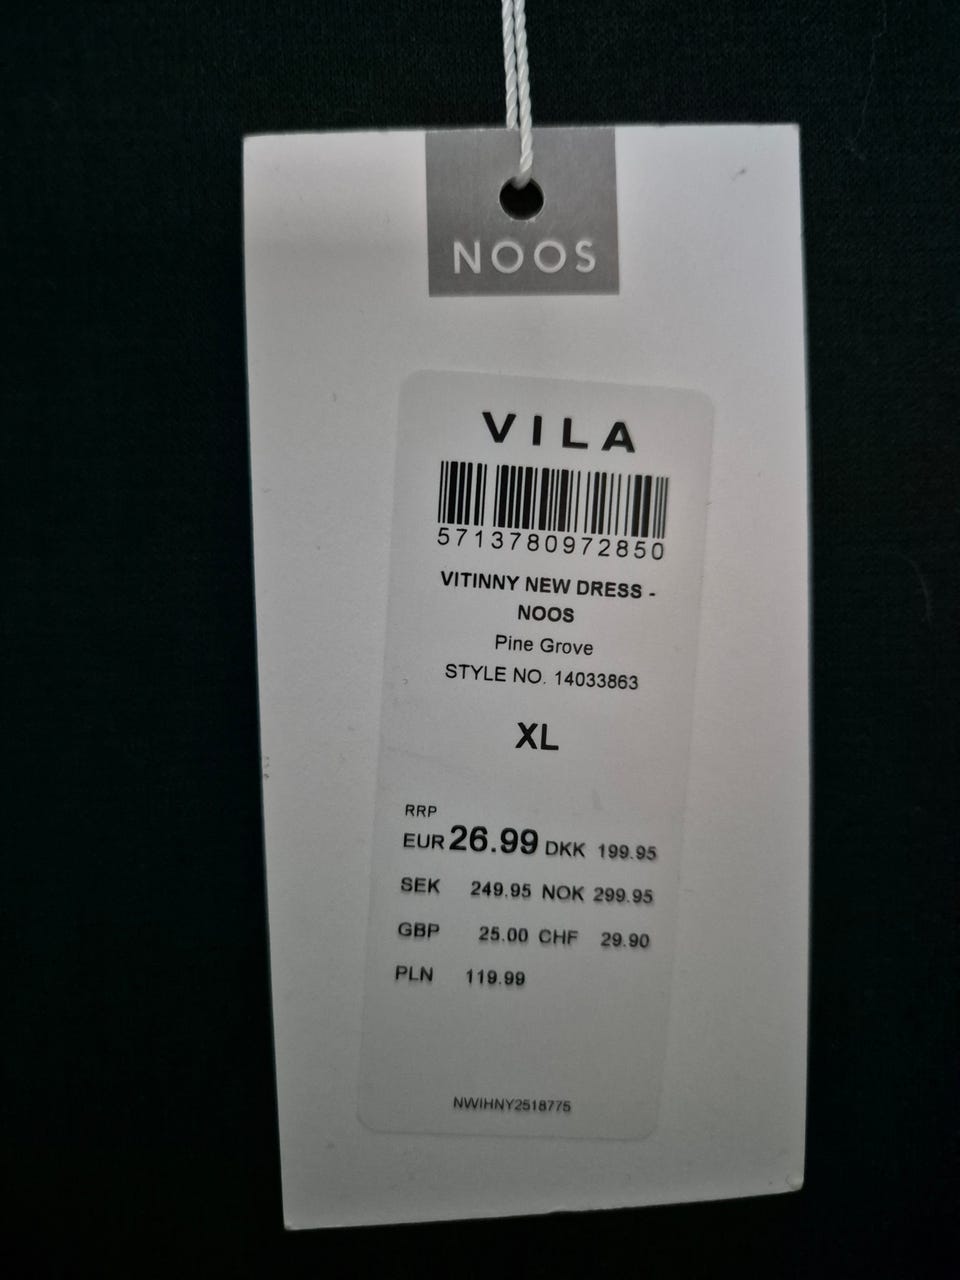 NOOS
VILA
5713780972850
VITINNY NEW DRESS -
NOOS
Pine Grove
STYLE NO. 14033863
XL
RRP
EUR 26.99 DKK 199.95
SEK 249.95 NOK 299.95
GBP 25.00 CHF 29.90
PLN 119.99
NWIHNY2518775